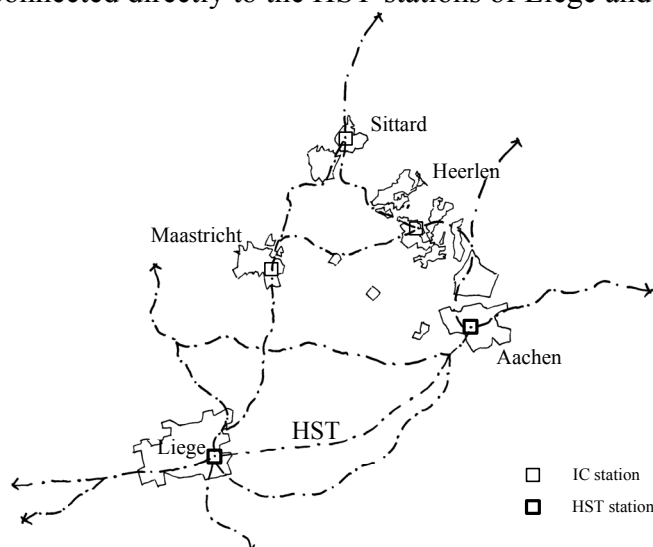 connected directly to the HST stations of Liege and
Sittard
Heerlen
Maastricht
Aachen
HST
Liege
IC station
HST station